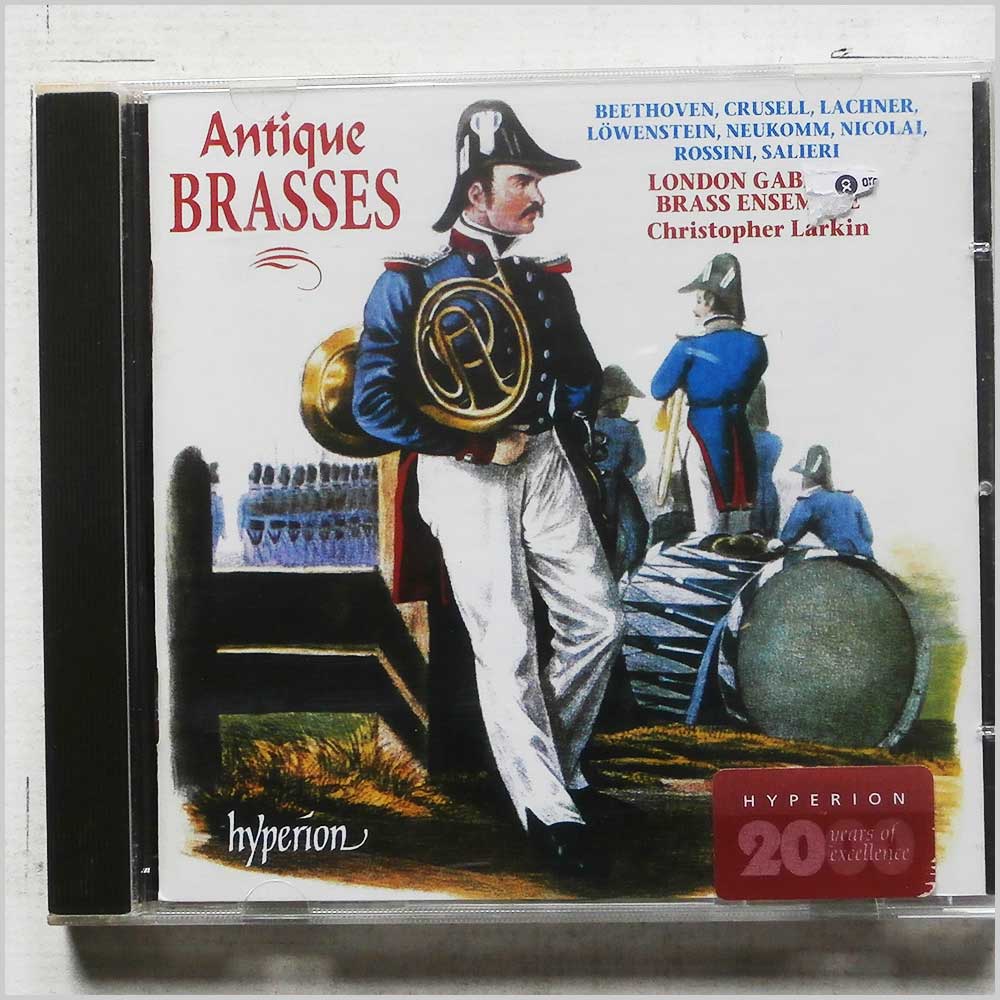 Antique
BRASSES
BEETHOVEN, CRUSELL, LACHNER,
LÖWENSTEIN, NEUKOMM, NICOLAI,
ROSSINI, SALIERI
LONDON GAB
BRASS ENSEM E
Christopher Larkin
hyperion
HYPERION
2000
years of
excellence